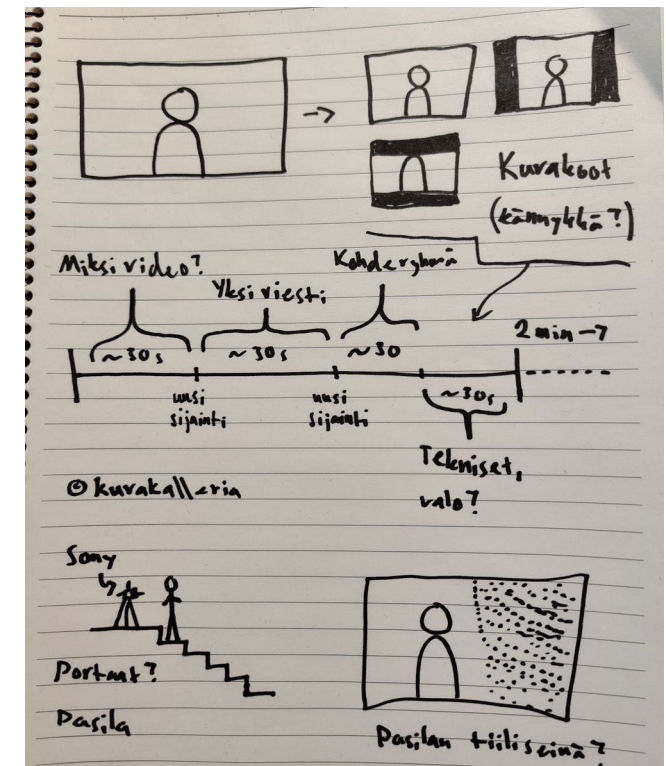 Kuvakoot
(kännykkä?)
Miksi video?
Yksi viesti
Kohderyhmä
~30s
~30s
~30
2 min →
uusi
sijainti
uusi
sijainti
~30s
Tekniset,
valo?
@kuvakalleria
Sony
Portaat?
Pasila
Pasilan tiiliseinä?